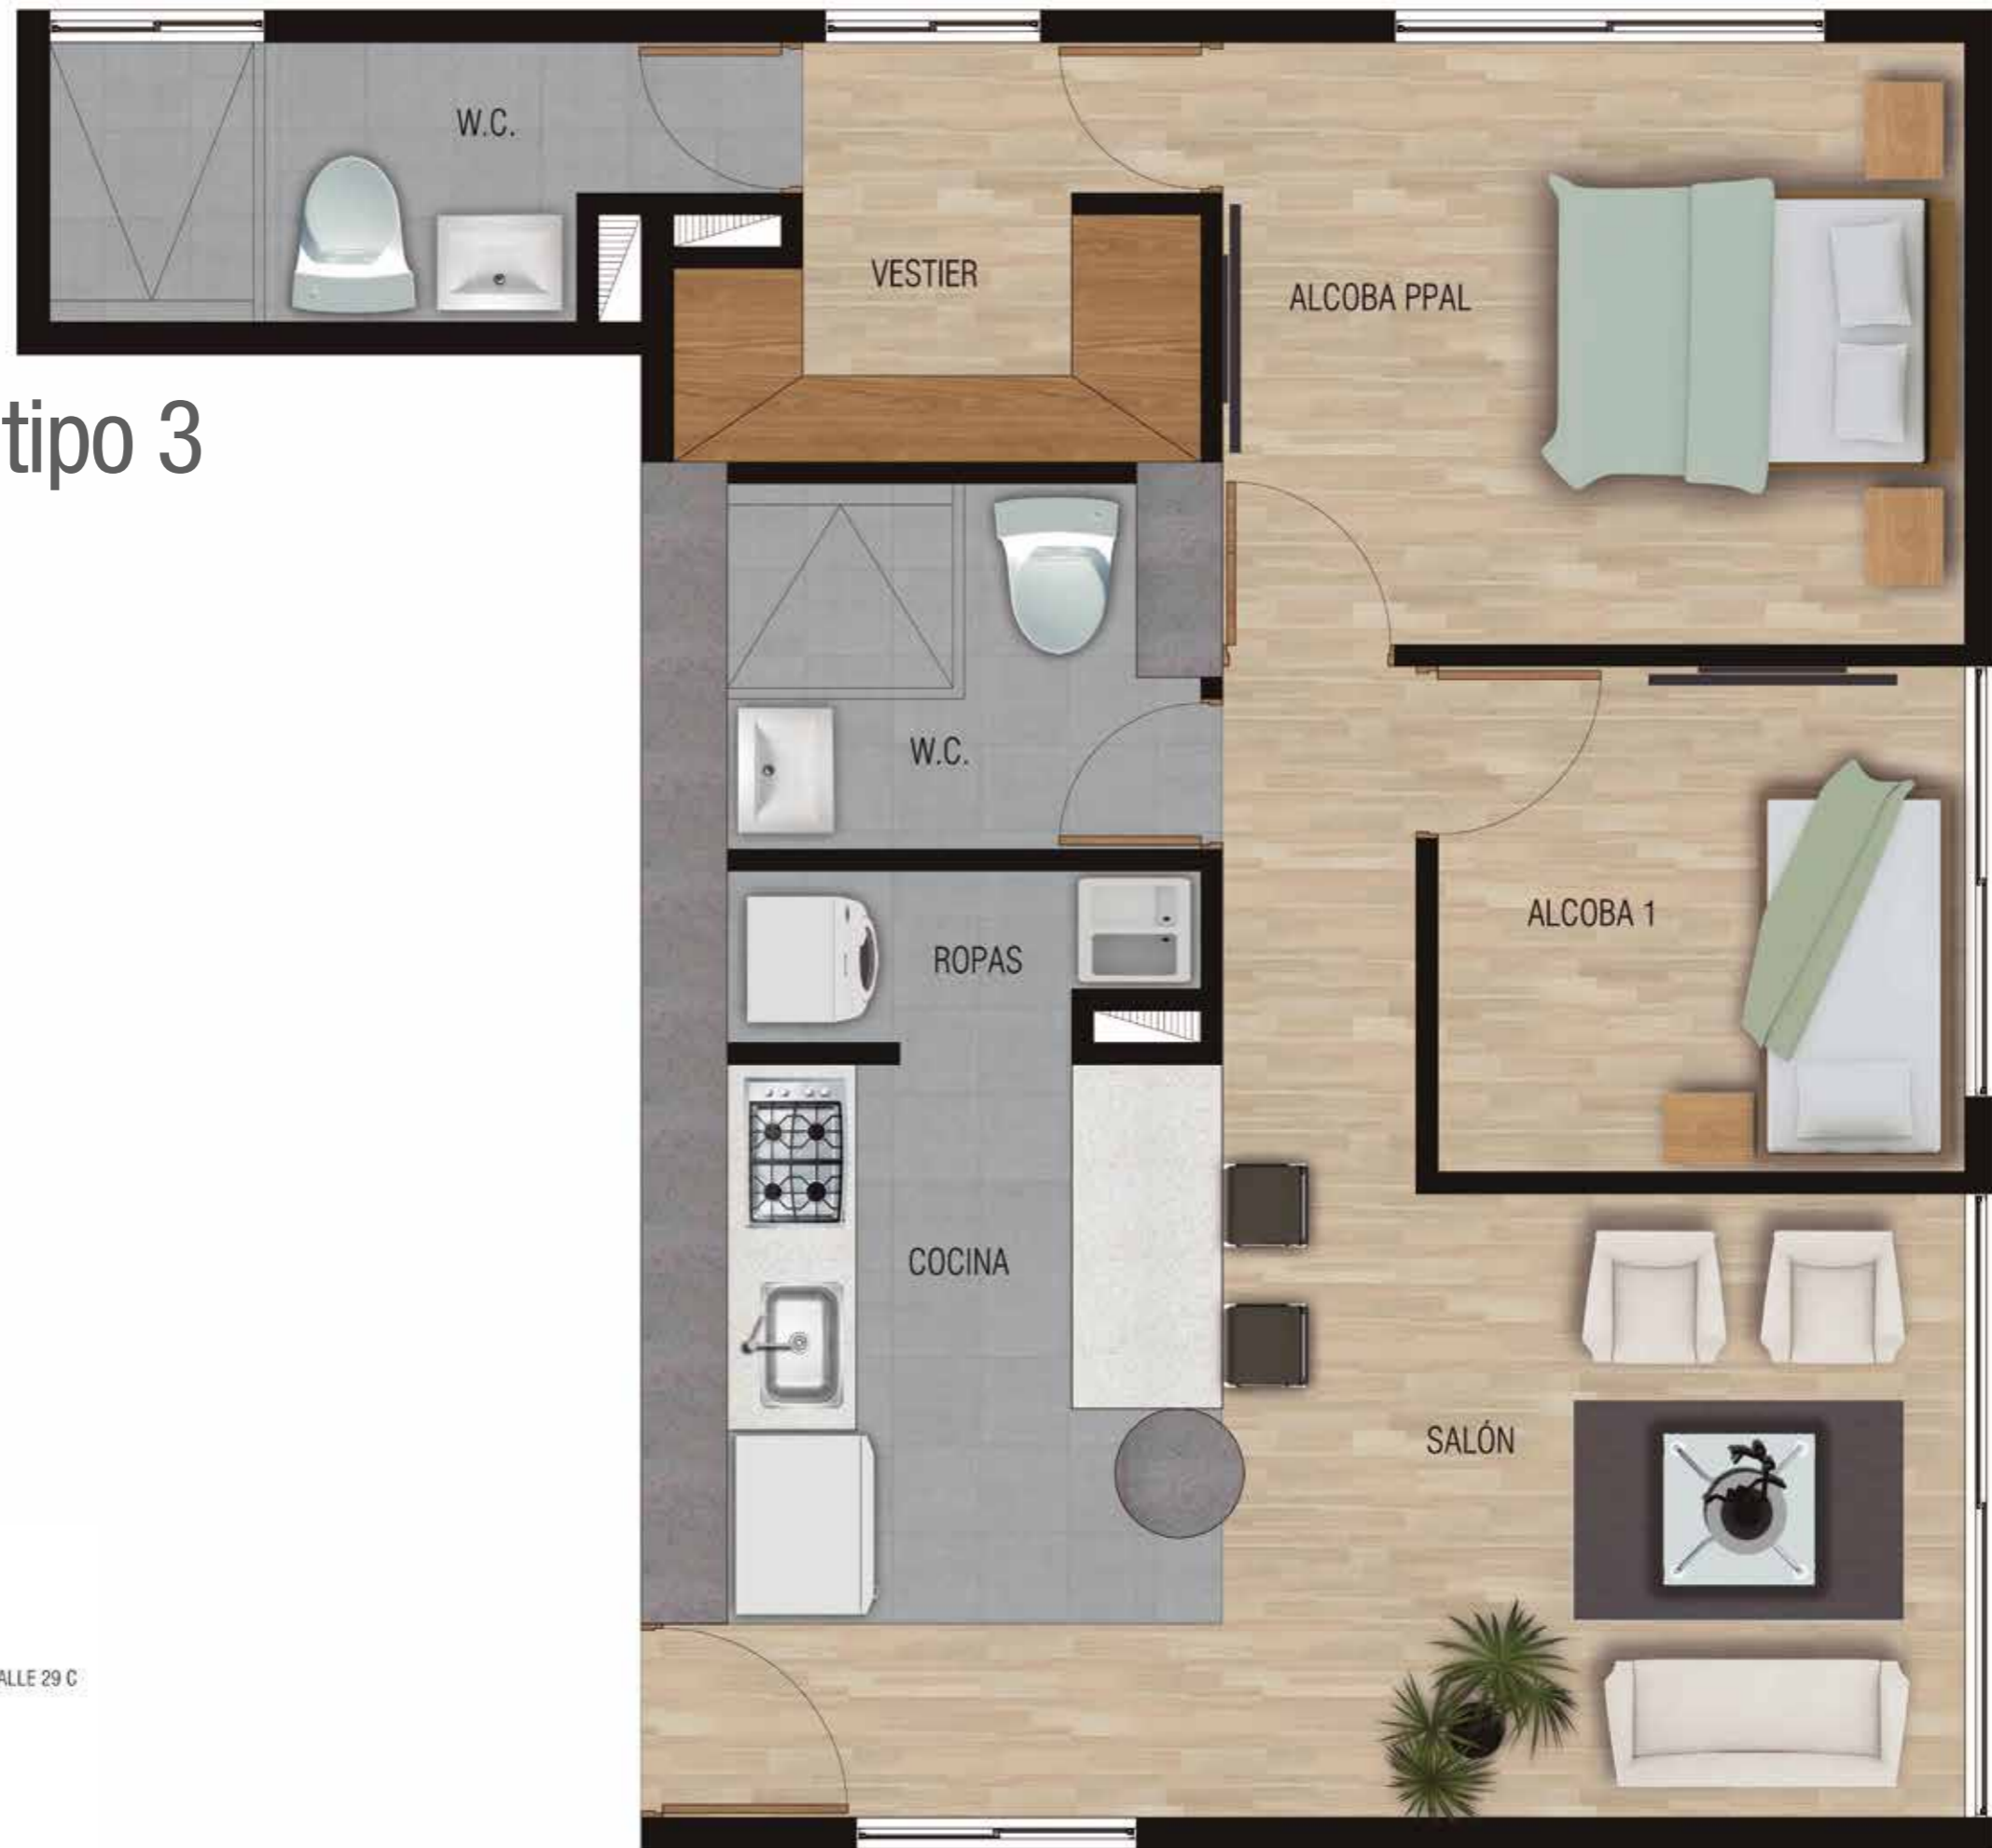 W.C.
VESTIER
ALCOBA PPAL
tipo 3
W.C.
ALCOBA 1
ROPAS
COCINA
SALÓN
ALLE 29 C